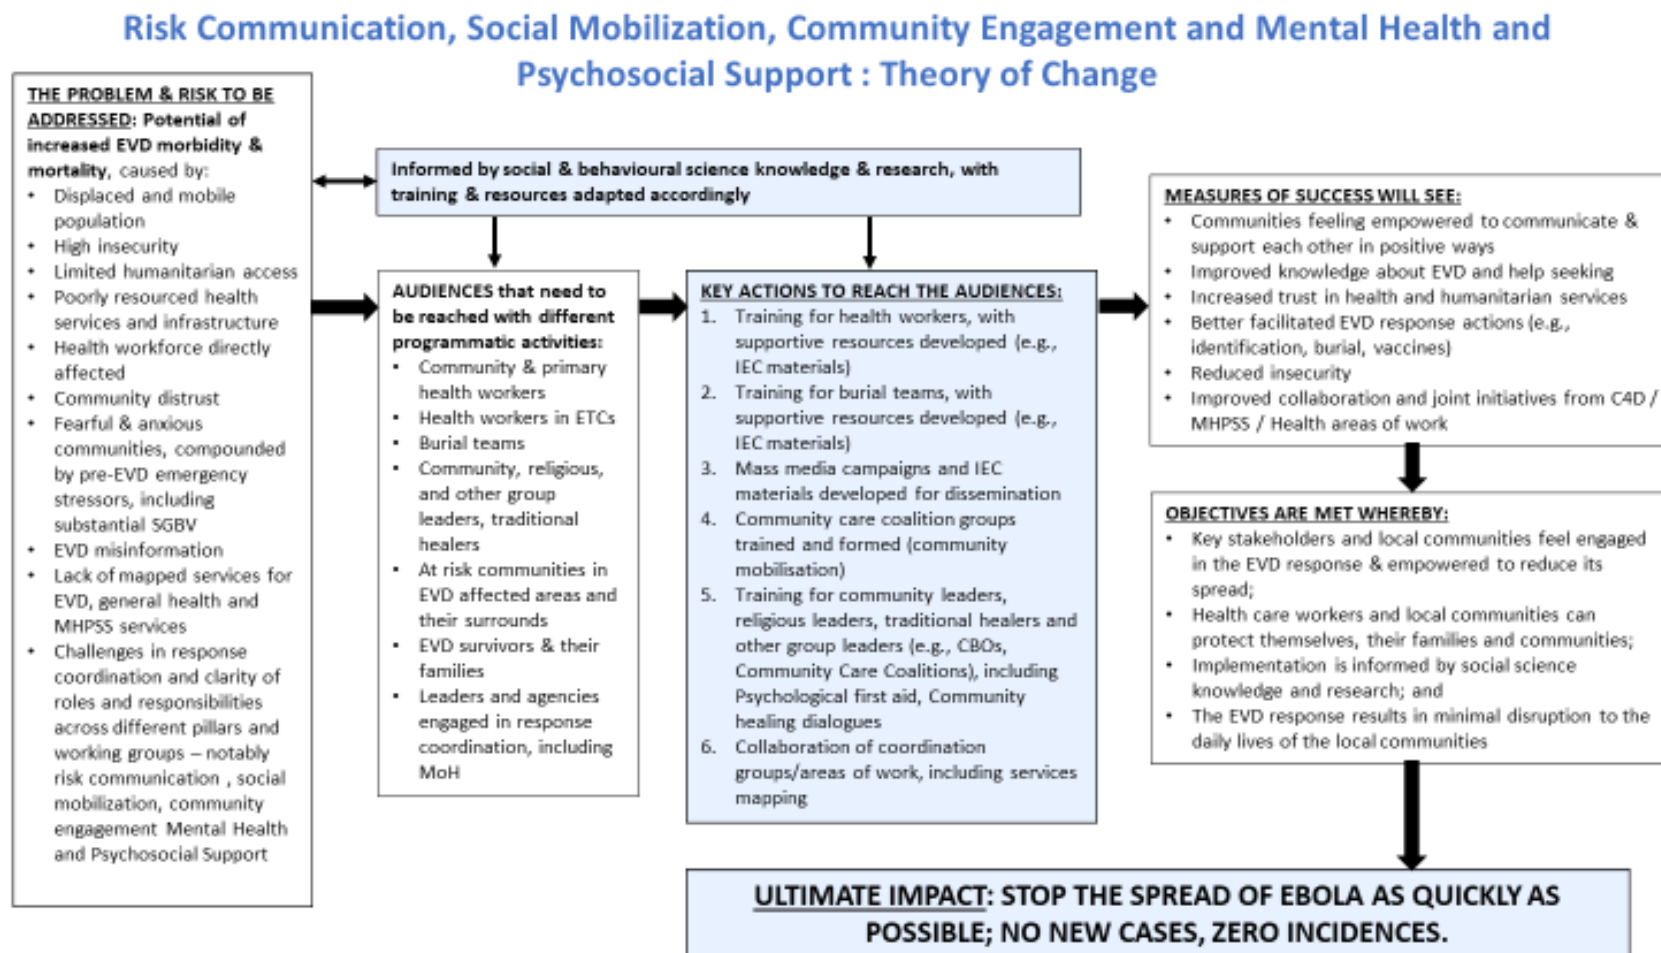 Risk Communication, Social Mobilization, Community Engagement and Mental Health and
Psychosocial Support : Theory of Change
THE PROBLEM & RISK TO BE
ADDRESSED: Potential of
increased EVD morbidity &
mortality, caused by:
• Displaced and mobile
population
• High insecurity
• Limited humanitarian access
• Poorly resourced health
services and infrastructure
• Health workforce directly
affected
• Community distrust
• Fearful & anxious
communities, compounded
by pre-EVD emergency
stressors, including
substantial SGBV
• EVD misinformation
• Lack of mapped services for
EVD, general health and
MHPSS services
• Challenges in response
coordination and clarity of
roles and responsibilities
across different pillars and
working groups – notably
risk communication , social
mobilization, community
engagement Mental Health
and Psychosocial Support
Informed by social & behavioural science knowledge & research, with
training & resources adapted accordingly
AUDIENCES that need to
be reached with different
programmatic activities:
• Community & primary
health workers
• Health workers in ETCs
• Burial teams
• Community, religious,
and other group
leaders, traditional
healers
• At risk communities in
EVD affected areas and
their surrounds
• EVD survivors & their
families
• Leaders and agencies
engaged in response
coordination, including
MoH
KEY ACTIONS TO REACH THE AUDIENCES:
1. Training for health workers, with
supportive resources developed (e.g.,
IEC materials)
2. Training for burial teams, with
supportive resources developed (e.g.,
IEC materials)
3. Mass media campaigns and IEC
materials developed for dissemination
4. Community care coalition groups
trained and formed (community
mobilisation)
5. Training for community leaders,
religious leaders, traditional healers and
other group leaders (e.g., CBOs,
Community Care Coalitions), including
Psychological first aid, Community
healing dialogues
6. Collaboration of coordination
groups/areas of work, including services
mapping
MEASURES OF SUCCESS WILL SEE:
• Communities feeling empowered to communicate &
support each other in positive ways
• Improved knowledge about EVD and help seeking
• Increased trust in health and humanitarian services
• Better facilitated EVD response actions (e.g.,
identification, burial, vaccines)
• Reduced insecurity
• Improved collaboration and joint initiatives from C4D /
MHPSS / Health areas of work
OBJECTIVES ARE MET WHEREBY:
• Key stakeholders and local communities feel engaged
in the EVD response & empowered to reduce its
spread;
• Health care workers and local communities can
protect themselves, their families and communities;
• Implementation is informed by social science
knowledge and research; and
• The EVD response results in minimal disruption to the
daily lives of the local communities
ULTIMATE IMPACT: STOP THE SPREAD OF EBOLA AS QUICKLY AS
POSSIBLE; NO NEW CASES, ZERO INCIDENCES.